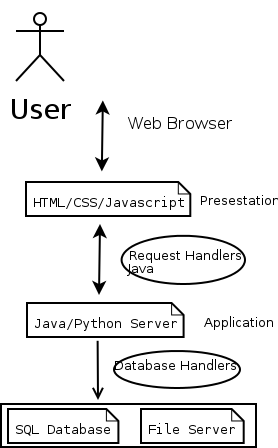 User
Web Browser
HTML/CSS/Javascript
Presestation
Request Handlers
Java
Java/Python Server
Application
Database Handlers
SQL Database
File Server